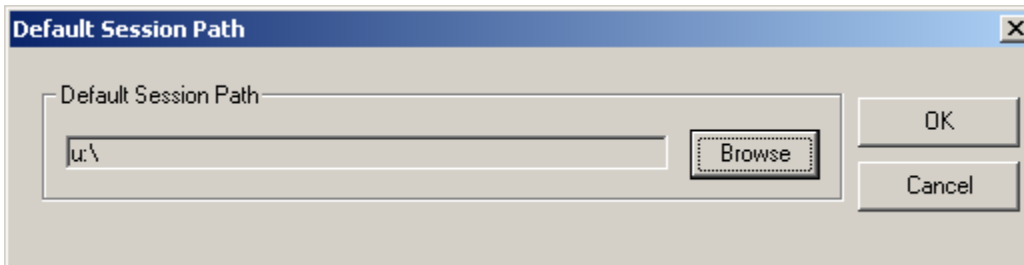 Default Session Path
Default Session Path
OK
u:\
Browse
Cancel